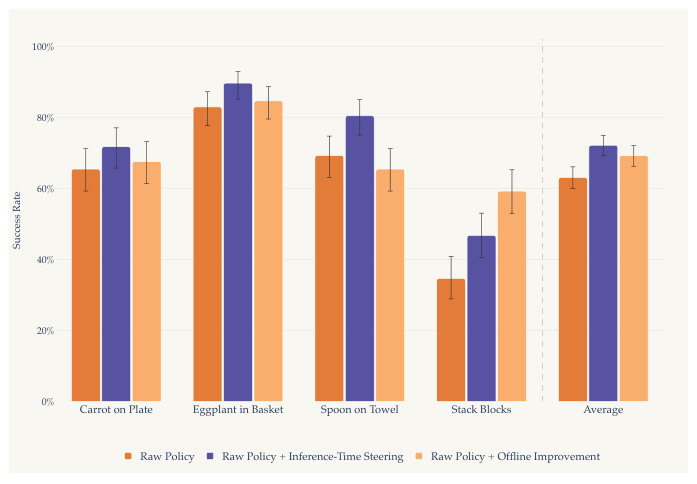 100%
80%
60%
40%
20%
0%
Success Rate
Carrot on Plate
Eggplant in Basket
Spoon on Towel
Stack Blocks
Average
Raw Policy
Raw Policy + Inference-Time Steering
Raw Policy + Offline Improvement